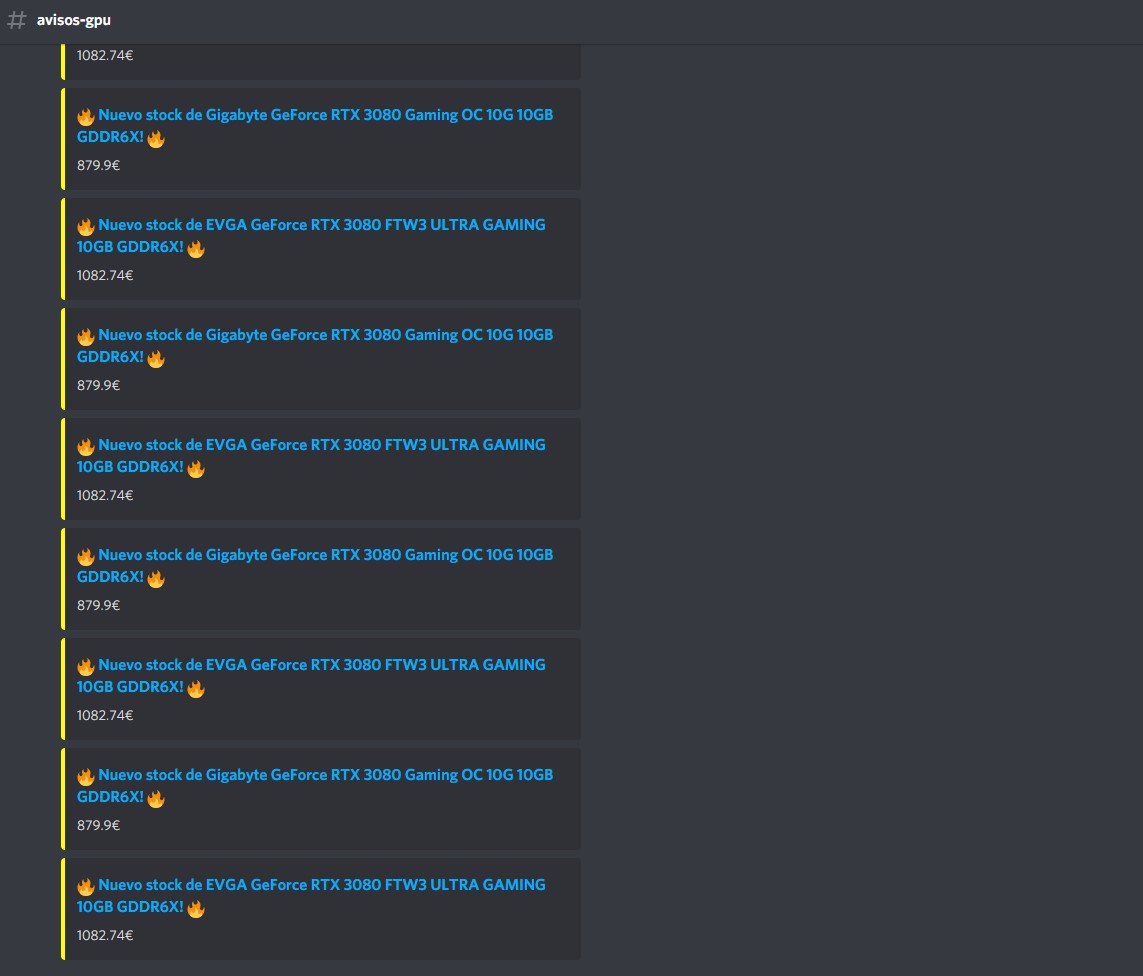 # avisos-gpu
1082.74€
🔥 Nuevo stock de Gigabyte GeForce RTX 3080 Gaming OC 10G 10GB
GDDR6X! 🔥
879.9€
🔥 Nuevo stock de EVGA GeForce RTX 3080 FTW3 ULTRA GAMING
10GB GDDR6X! 🔥
1082.74€
🔥 Nuevo stock de Gigabyte GeForce RTX 3080 Gaming OC 10G 10GB
GDDR6X! 🔥
879.9€
🔥 Nuevo stock de EVGA GeForce RTX 3080 FTW3 ULTRA GAMING
10GB GDDR6X! 🔥
1082.74€
🔥 Nuevo stock de Gigabyte GeForce RTX 3080 Gaming OC 10G 10GB
GDDR6X! 🔥
879.9€
🔥 Nuevo stock de EVGA GeForce RTX 3080 FTW3 ULTRA GAMING
10GB GDDR6X! 🔥
1082.74€
🔥 Nuevo stock de Gigabyte GeForce RTX 3080 Gaming OC 10G 10GB
GDDR6X! 🔥
879.9€
🔥 Nuevo stock de EVGA GeForce RTX 3080 FTW3 ULTRA GAMING
10GB GDDR6X! 🔥
1082.74€